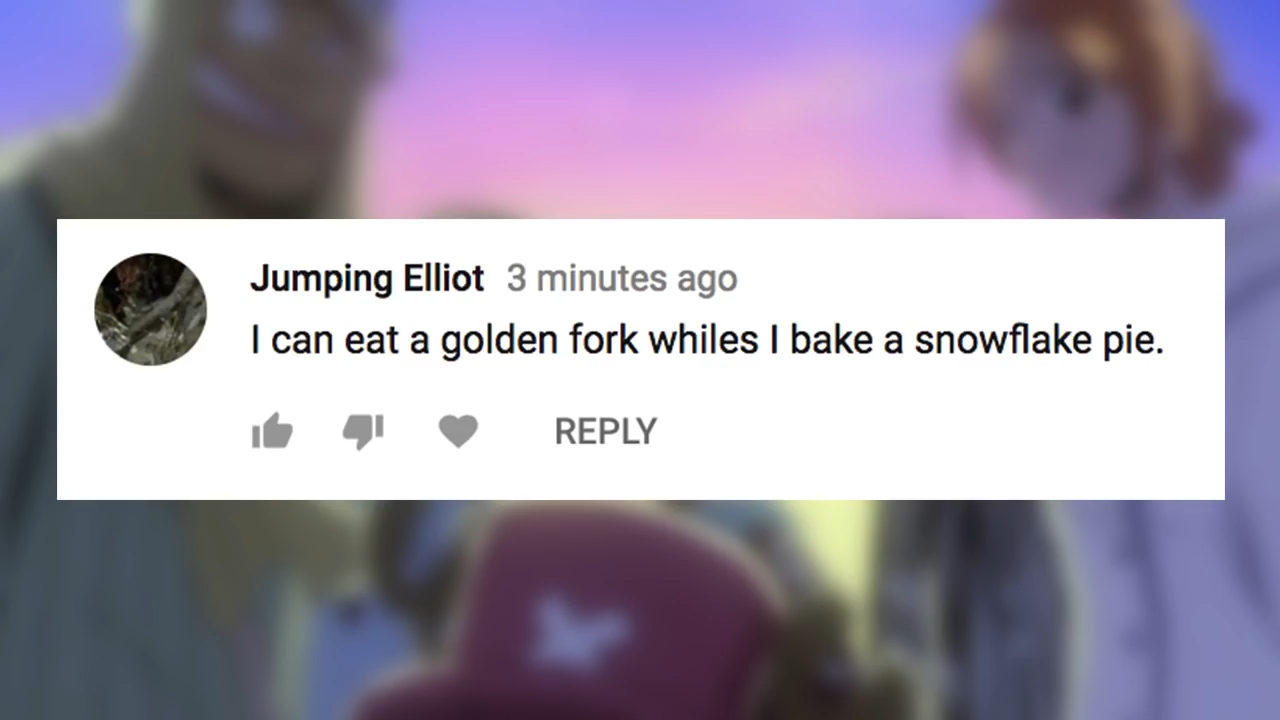 Jumping Elliot 3 minutes ago
I can eat a golden fork whiles I bake a snowflake pie.
REPLY